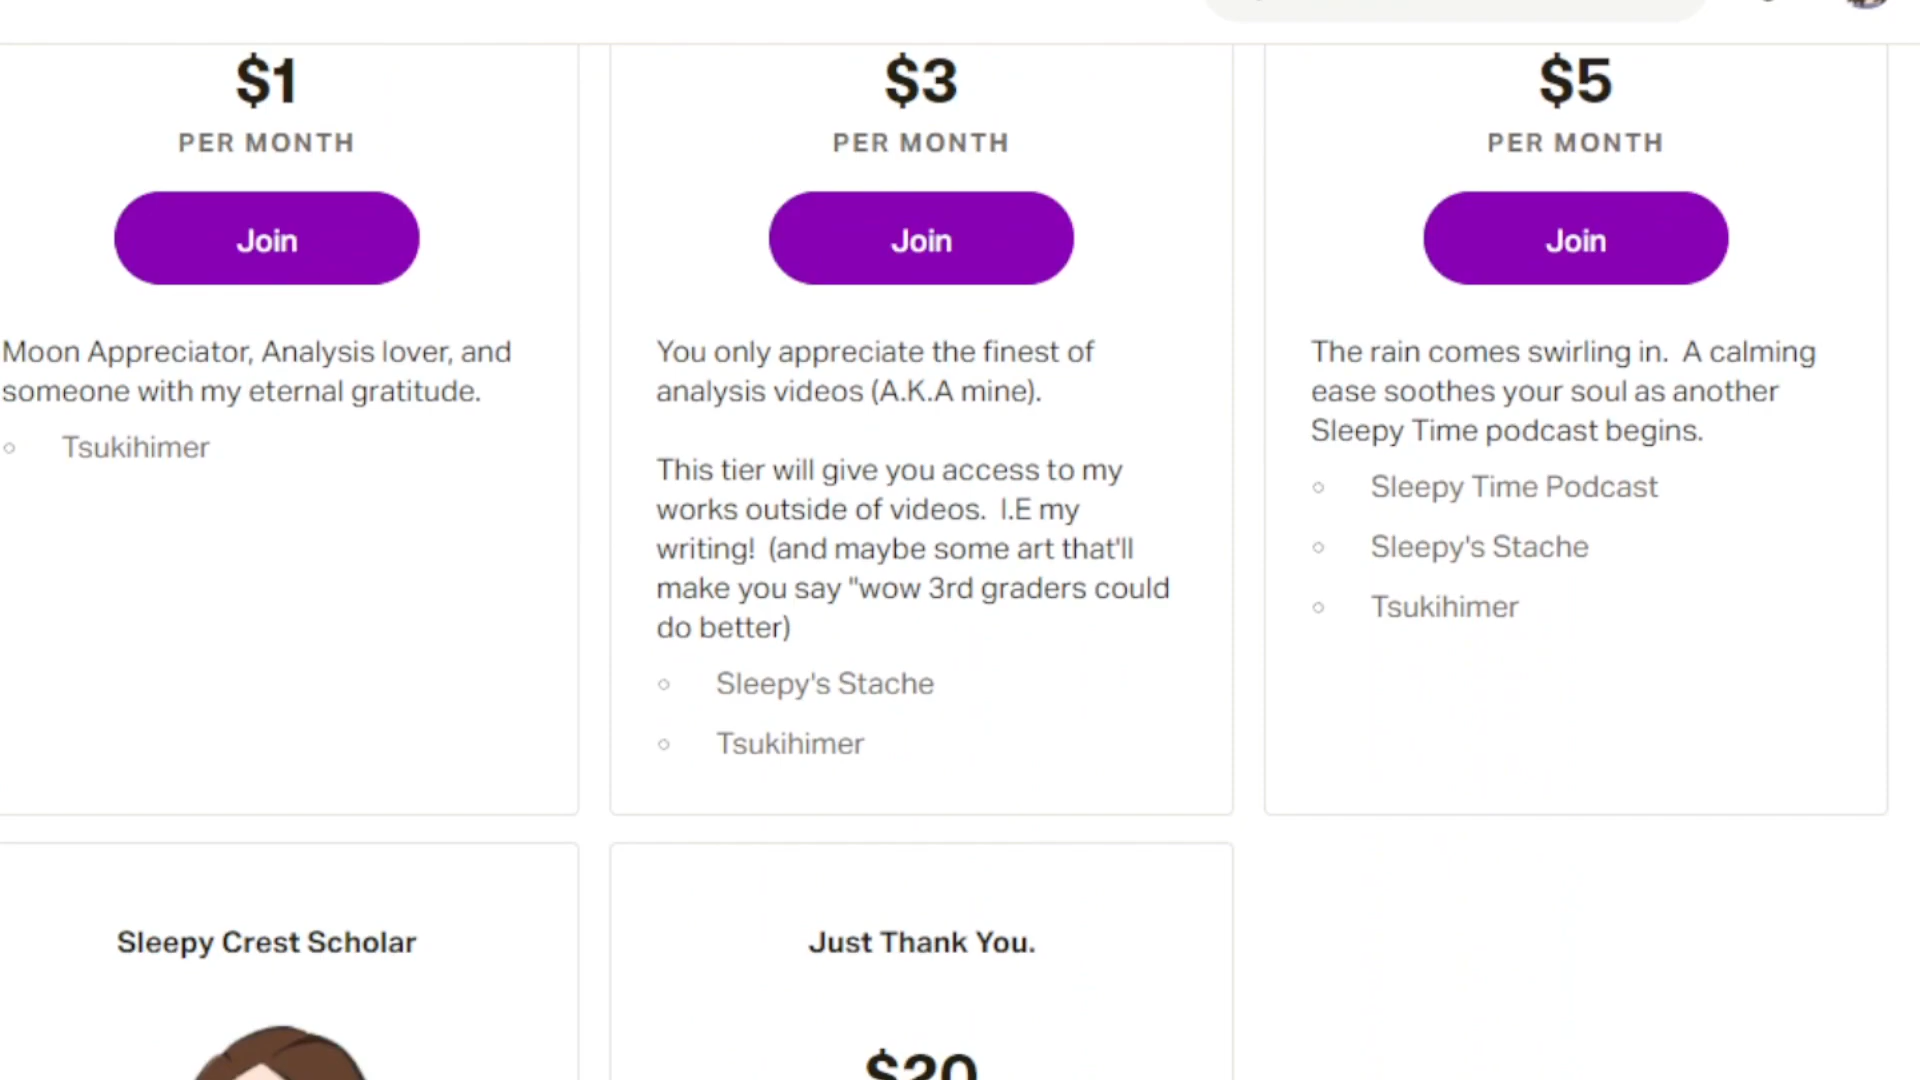 $1
PER MONTH
Join
Moon Appreciator, Analysis lover, and
someone with my eternal gratitude.
Tsukihimer
$3
PER MONTH
Join
You only appreciate the finest of
analysis videos (A.K.A mine).
This tier will give you access to my
works outside of videos.  I.E my
writing!  (and maybe some art that'll
make you say "wow 3rd graders could
do better)
Sleepy's Stache
Tsukihimer
$5
PER MONTH
Join
The rain comes swirling in.  A calming
ease soothes your soul as another
Sleepy Time podcast begins.
Sleepy Time Podcast
Sleepy's Stache
Tsukihimer
Sleepy Crest Scholar
Just Thank You.
$20